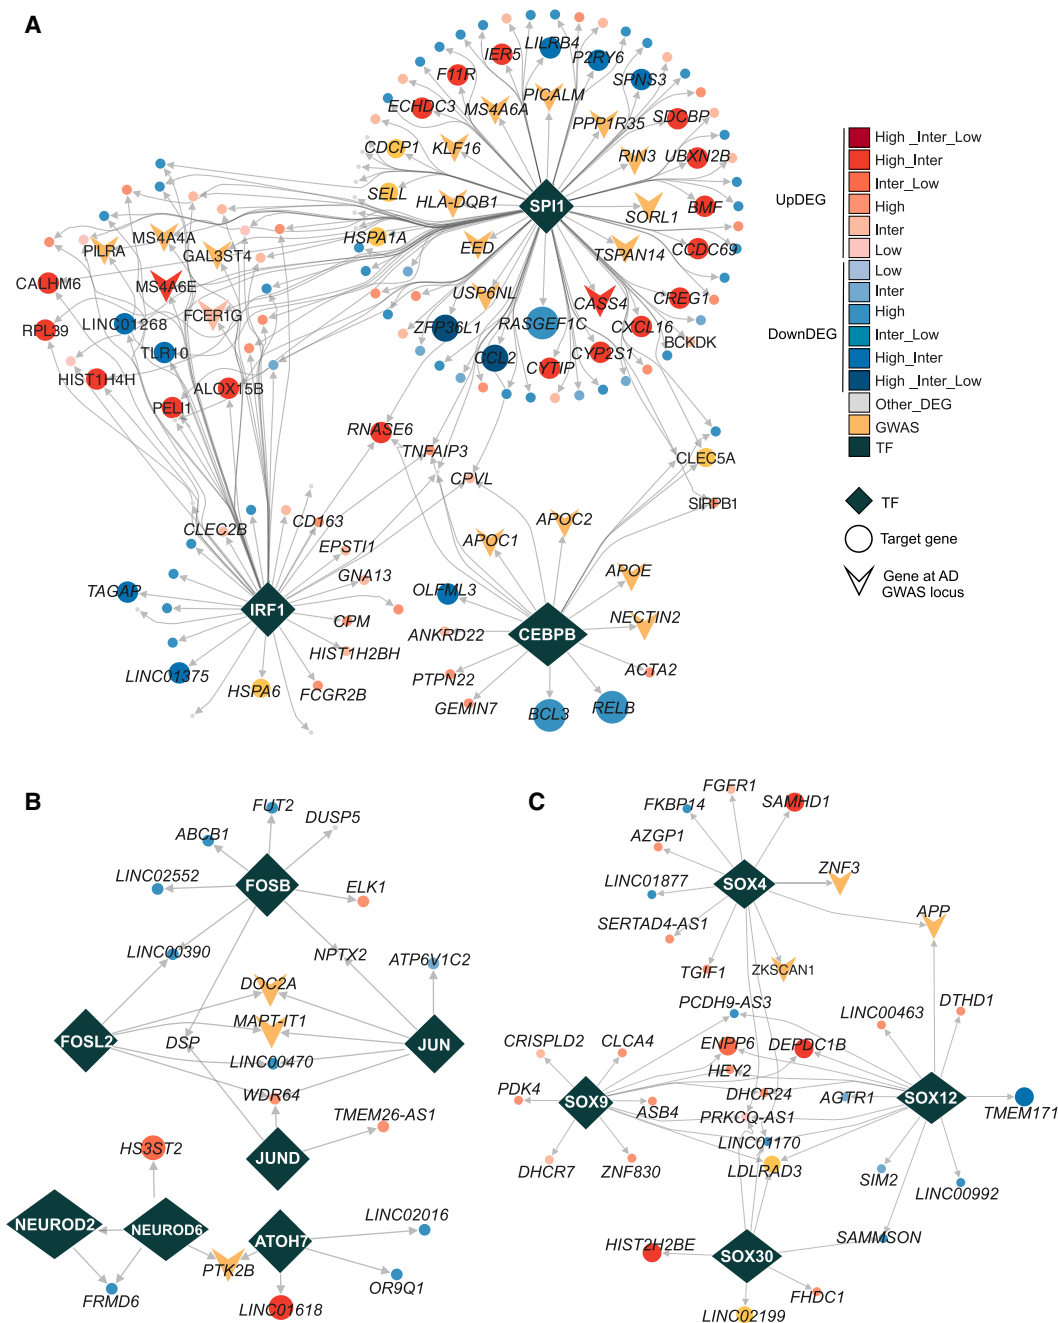 A
LILRB4
IER5
P2RY6
F11R
SPNS3
PICALM
ECHDC3
MS4A6A
SDCBP
PPP1R35
CDCP1
KLF16
RIN3
UBXN2B
SELL
HLA-DQB1
SPI1
BMF
SORL1
HSPA1A
EED
CCDC69
TSPAN14
PILRA
MS4A4A
GAL3ST4
CALHM6
MS4A6E
USP6NL
CASS4
CREG1
FCER1G
RPL39
LINC01268
ZFP36L1
RASGEF1C
CXCL16
BCKDK
TLR10
CCL2
CYP2S1
CYTIP
HIST1H4H
ALOX15B
PELI1
RNASE6
TNFAIP3
CPVL
CLEC5A
SIRPB1
CLEC2B
CD163
EPSTI1
GNA13
APOC1
APOC2
TAGAP
IRF1
CPM
HIST1H2BH
LINC01375
HSPA6
FCGR2B
OLFML3
APOE
NECTIN2
ANKRD22
CEBPB
PTPN22
ACTA2
GEMIN7
BCL3
RELB
UpDEG
DownDEG
High _Inter_Low
High_Inter
Inter_Low
High
Inter
Low
Low
Inter
High
Inter_Low
High_Inter
High _Inter_Low
Other_DEG
GWAS
TF
TF
Target gene
Gene at AD
GWAS locus
B
FUT2
DUSP5
ABCB1
LINC02552
FOSB
ELK1
LINC00390
NPTX2
ATP6V1C2
DOC2A
MAPT-IT1
FOSL2
DSP
JUN
LINC00470
WDR64
TMEM26-AS1
JUND
HS3ST2
NEUROD2
NEUROD6
ATOH7
LINC02016
PTK2B
OR9Q1
FRMD6
LINC01618
C
FGFR1
FKBP14
SAMHD1
AZGP1
ZNF3
LINC01877
SOX4
SERTAD4-AS1
APP
TGIF1
ZKSCAN1
PCDH9-AS3
LINC00463
DTHD1
CRISPLD2
CLCA4
ENPP6
DEPDC1B
HEY2
PDK4
SOX9
ASB4
DHCR24
AGTR1
SOX12
TMEM171
PRKCQ-AS1
LINC01170
DHCR7
ZNF830
LDLRAD3
SIM2
LINC00992
SAMMSON
HIST2H2BE
SOX30
FHDC1
LINC02199